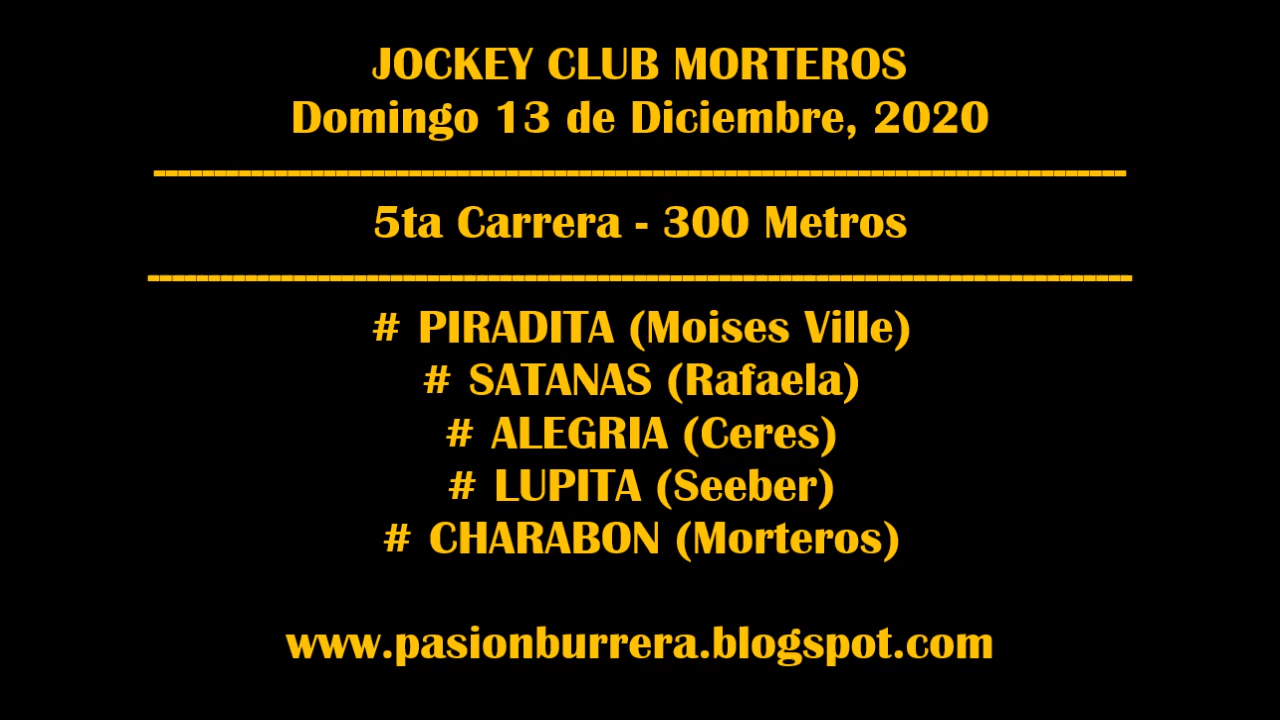 JOCKEY CLUB MORTEROS
Domingo 13 de Diciembre, 2020
--------------------------------------------------------------------------------
5ta Carrera - 300 Metros
---------------------------------------------------------------------------------
# PIRADITA (Moises Ville)
# SATANAS (Rafaela)
# ALEGRIA (Ceres)
# LUPITA (Seeber)
# CHARABON (Morteros)
www.pasionburrera.blogspot.com